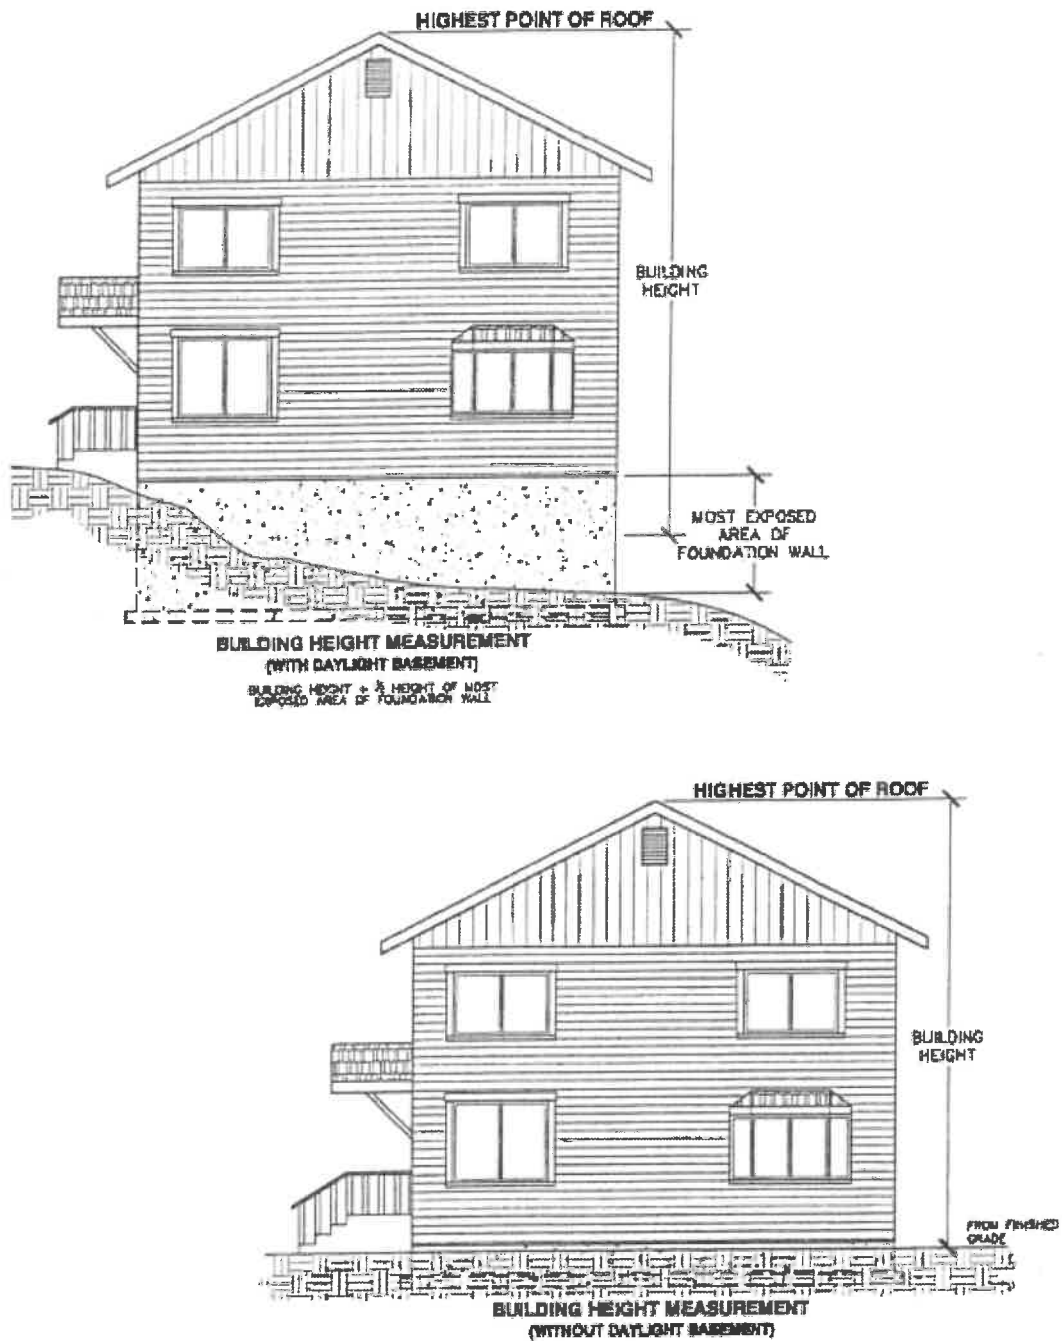 HIGHEST POINT OF ROOF
BUILDING
HEIGHT
MOST EXPOSED
AREA OF
FOUNDATION WALL
BUILDING HEIGHT MEASUREMENT
(WITH DAYLIGHT BASEMENT)
BUILDING HEIGHT + ½ HEIGHT OF MOST
EXPOSED AREA OF FOUNDATION WALL
HIGHEST POINT OF ROOF
BUILDING
HEIGHT
FROM FINISHED
GRADE
BUILDING HEIGHT MEASUREMENT
(WITHOUT DAYLIGHT BASEMENT)